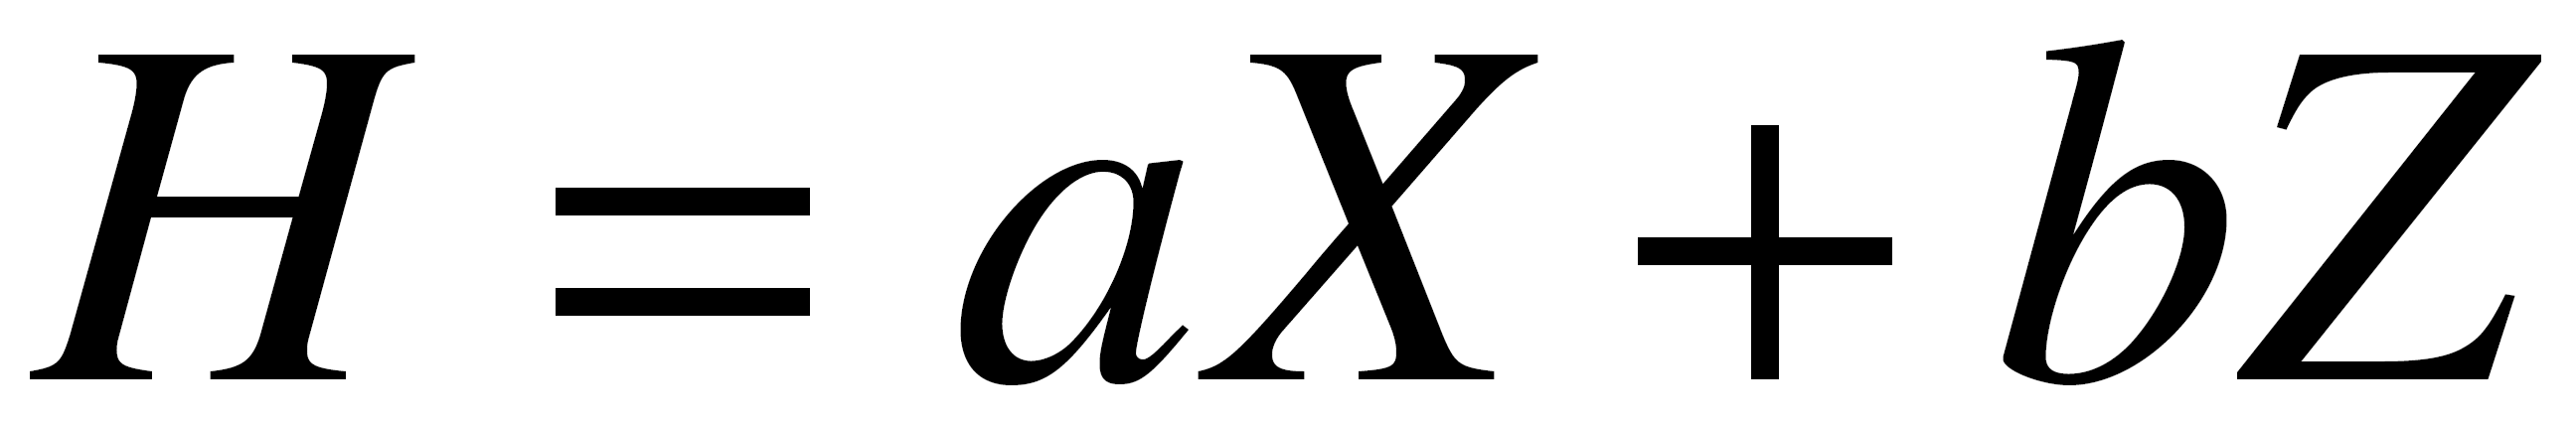 H = aX + bZ